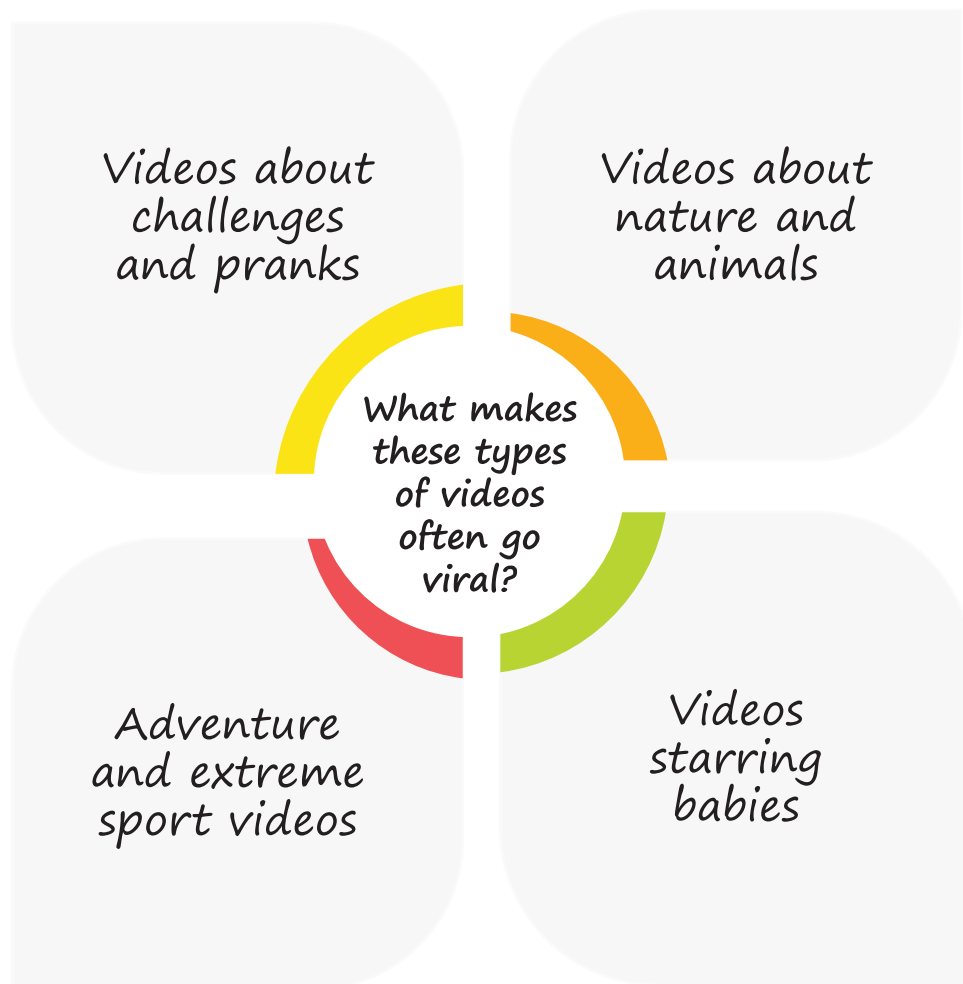 Videos about
challenges
and pranks
Videos about
nature and
animals
What makes
these types
of videos
often go
viral?
Adventure
and extreme
sport videos
Videos
starring
babies